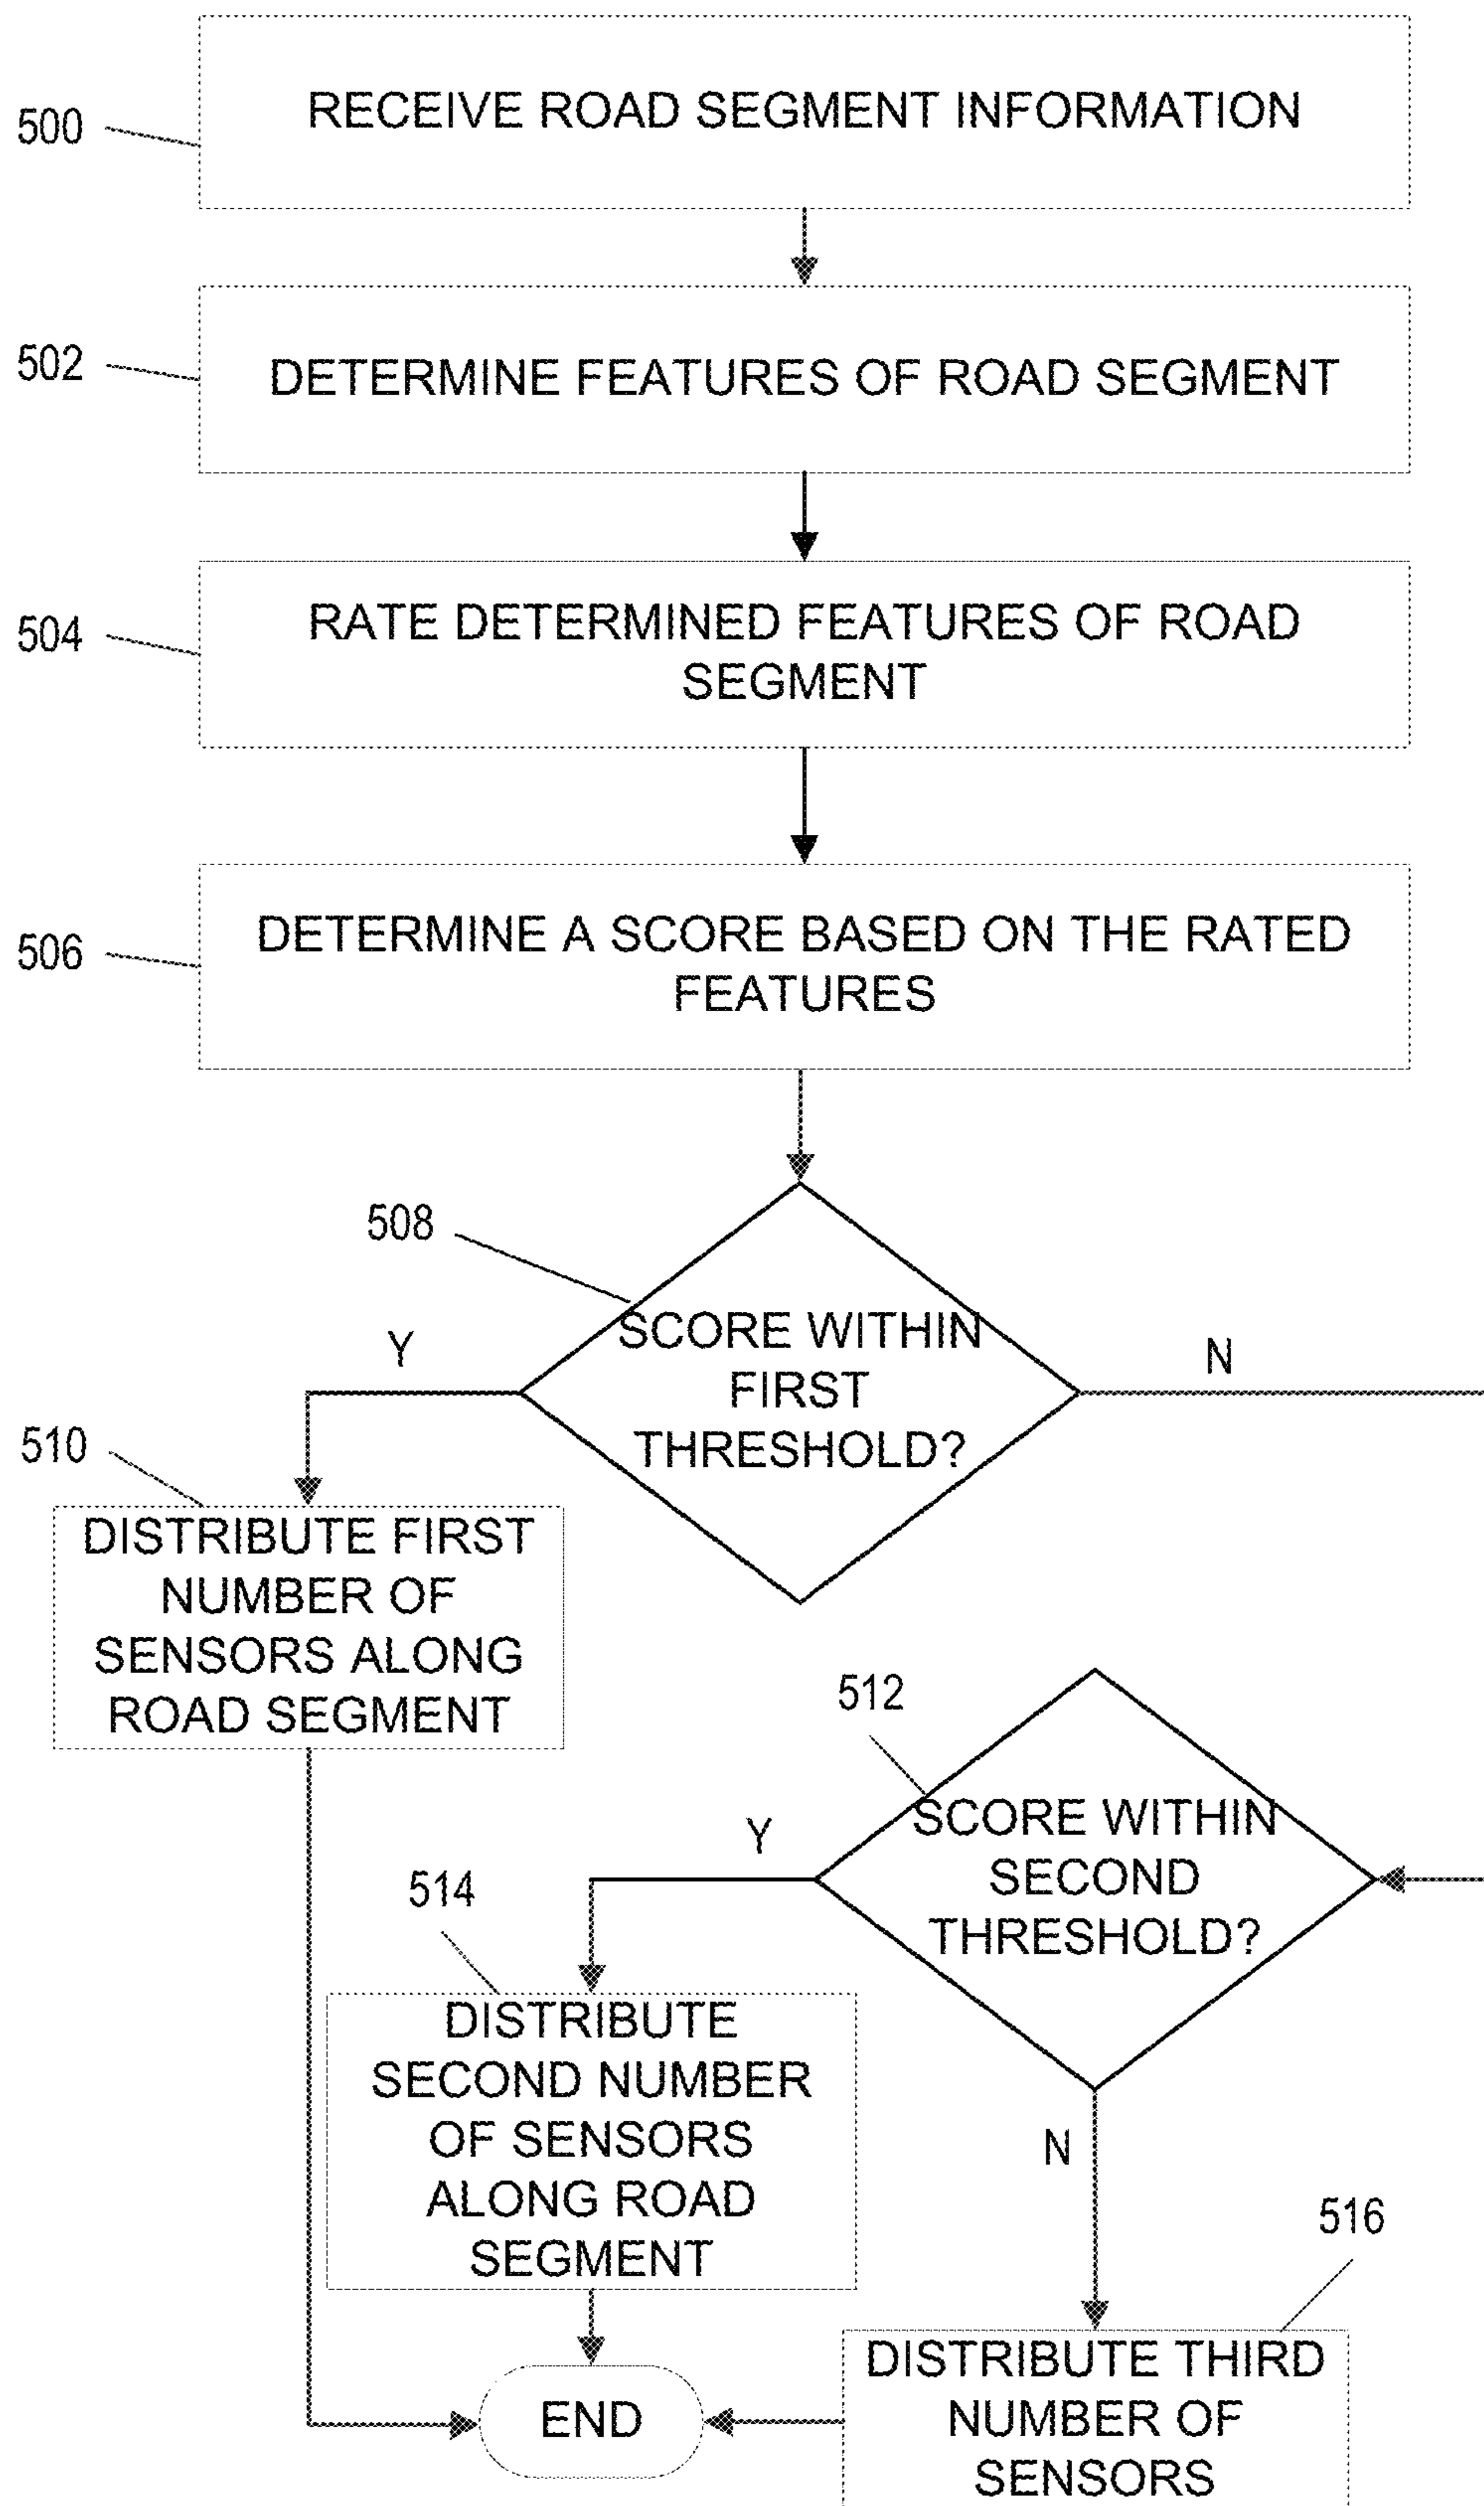 500
RECEIVE ROAD SEGMENT INFORMATION
502
DETERMINE FEATURES OF ROAD SEGMENT
504
RATE DETERMINED FEATURES OF ROAD
SEGMENT
506
DETERMINE A SCORE BASED ON THE RATED
FEATURES
508
SCORE WITHIN
FIRST
THRESHOLD?
Y
N
510
DISTRIBUTE FIRST
NUMBER OF
SENSORS ALONG
ROAD SEGMENT
512
SCORE WITHIN
SECOND
THRESHOLD?
Y
N
514
DISTRIBUTE
SECOND NUMBER
OF SENSORS
ALONG ROAD
SEGMENT
516
DISTRIBUTE THIRD
NUMBER OF
SENSORS
END